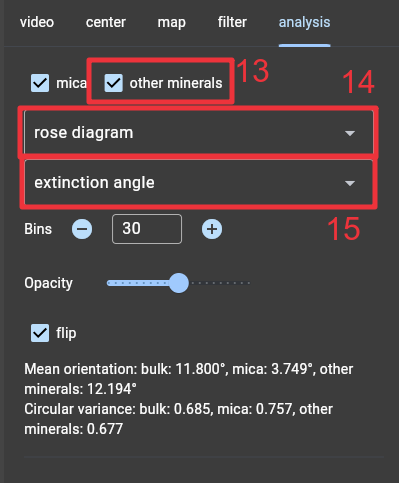 video center map filter analysis
mica other minerals 13
14
rose diagram
extinction angle
15
Bins 30
Opacity
flip
Mean orientation: bulk: 11.800°, mica: 3.749°, other
minerals: 12.194°
Circular variance: bulk: 0.685, mica: 0.757, other
minerals: 0.677